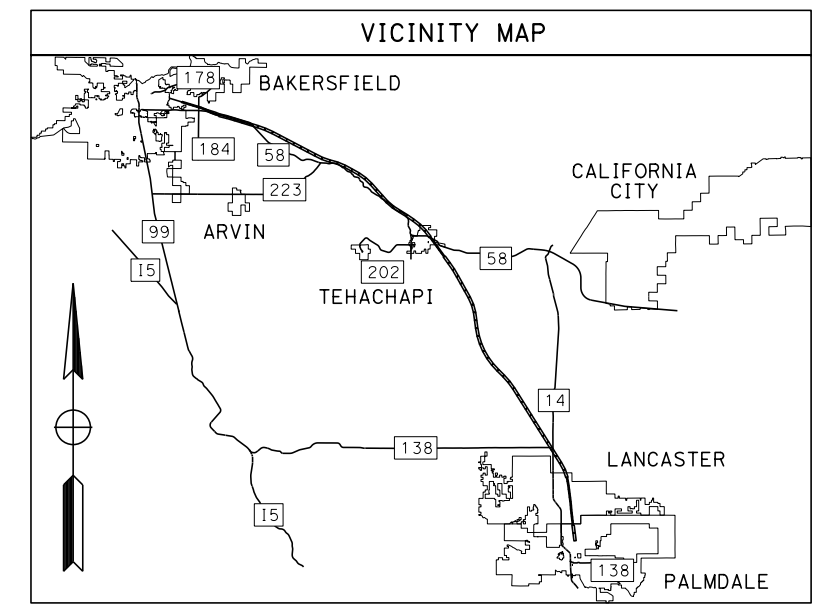 VICINITY MAP
178
BAKERSFIELD
184
58
223
CALIFORNIA
CITY
99
ARVIN
I5
202
58
TEHACHAPI
14
138
LANCASTER
I5
138
PALMDALE